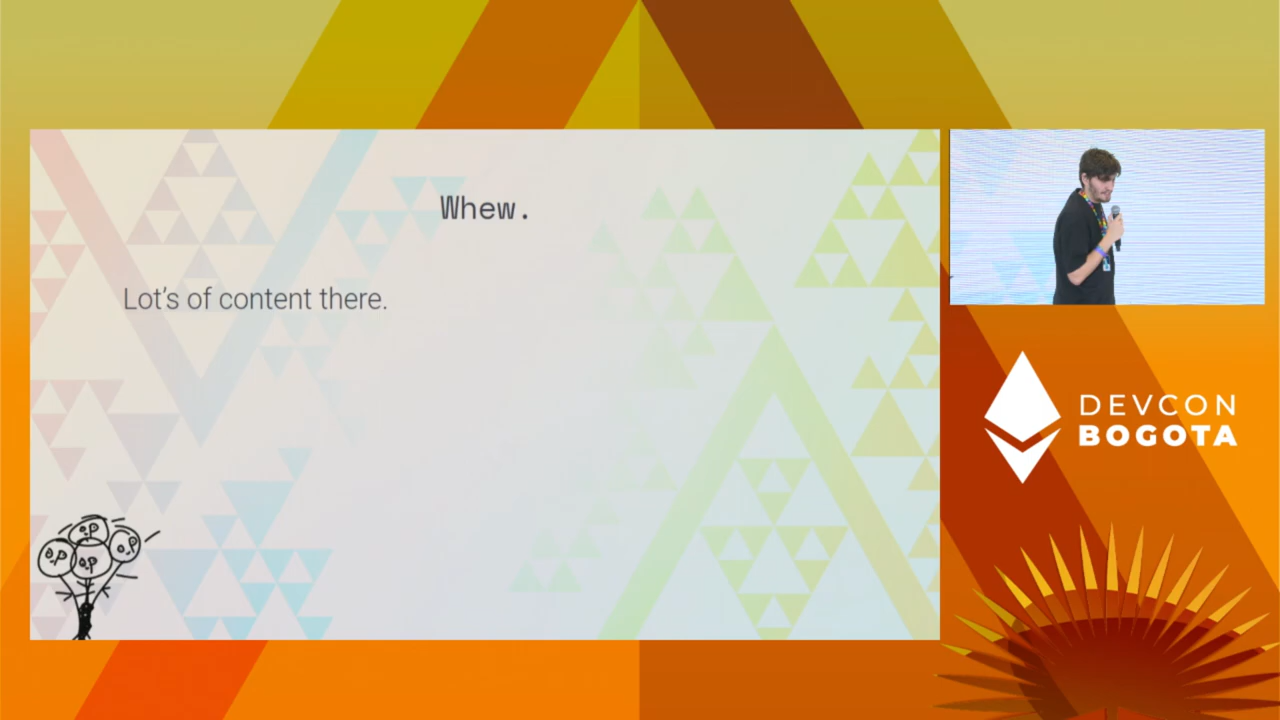 Whew.
Lot's of content there.
DEVCON
BOGOTA
o,p
o,p
o,p
o,p